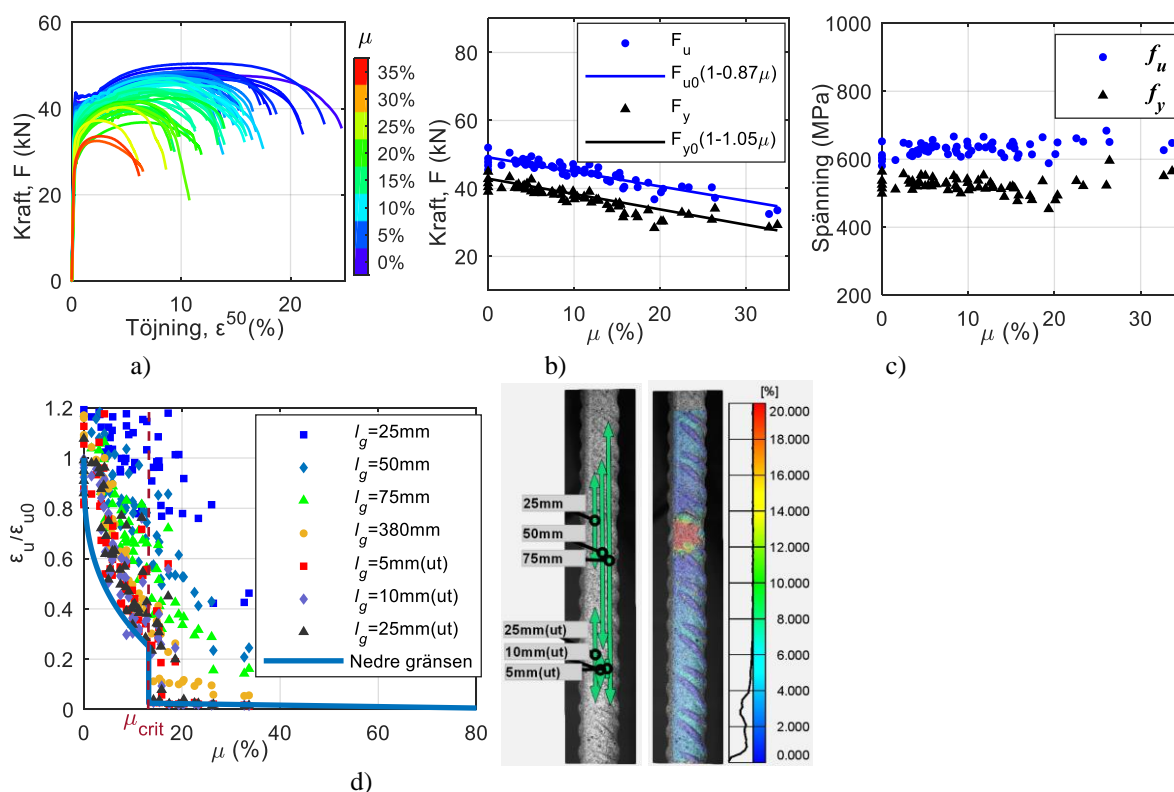 60
40
20
0
Kraft, F (kN)
0
10
20
Töjning, ε⁵⁰(%)
μ
35%
30%
25%
20%
15%
10%
5%
0%
a)
80
60
40
20
Kraft, F (kN)
0
10
20
30
μ (%)
F_u
F_u0(1-0.87μ)
F_y
F_y0(1-1.05μ)
b)
1000
800
600
400
200
Spänning (MPa)
0
10
20
30
μ (%)
f_u
f_y
c)
1.2
1
0.8
0.6
0.4
0.2
0
ε_u/ε_u0
0
20
40
60
80
μ_crit
μ (%)
l_g=25mm
l_g=50mm
l_g=75mm
l_g=380mm
l_g=5mm(ut)
l_g=10mm(ut)
l_g=25mm(ut)
Nedre gränsen
25mm
50mm
75mm
25mm(ut)
10mm(ut)
5mm(ut)
[%]
20.000
18.000
16.000
14.000
12.000
10.000
8.000
6.000
4.000
2.000
0.000
d)